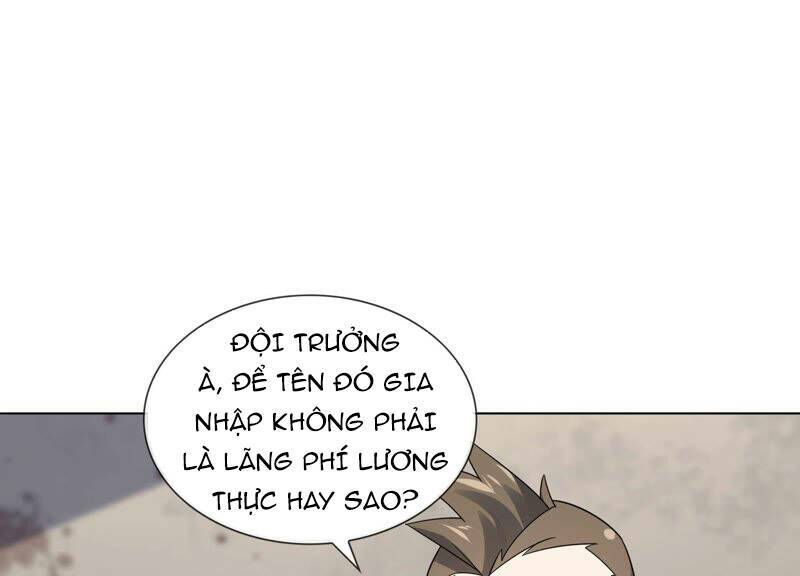 ĐỘI TRƯỞNG
À, ĐỂ TÊN ĐÓ GIA
NHẬP KHÔNG PHẢI
LÀ LÃNG PHÍ LƯƠNG
THỰC HAY SAO?